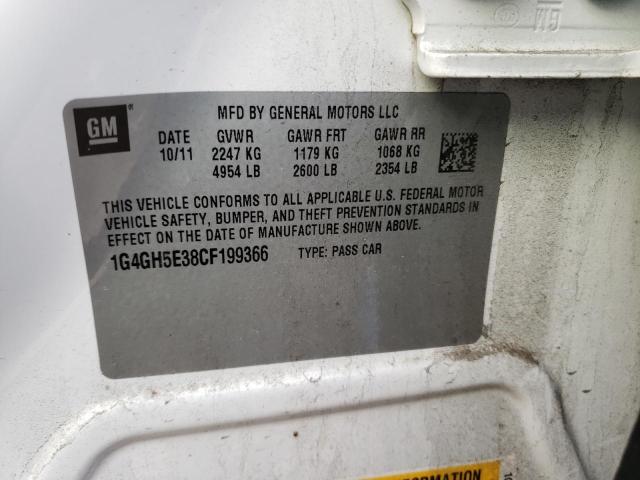 GM
MFD BY GENERAL MOTORS LLC
DATE GVWR GAWR FRT GAWR RR
10/11 2247 KG 1179 KG 1068 KG
4954 LB 2600 LB 2354 LB
THIS VEHICLE CONFORMS TO ALL APPLICABLE U.S. FEDERAL MOTOR
VEHICLE SAFETY, BUMPER, AND THEFT PREVENTION STANDARDS IN
EFFECT ON THE DATE OF MANUFACTURE SHOWN ABOVE.
1G4GH5E38CF199366 TYPE: PASS CAR